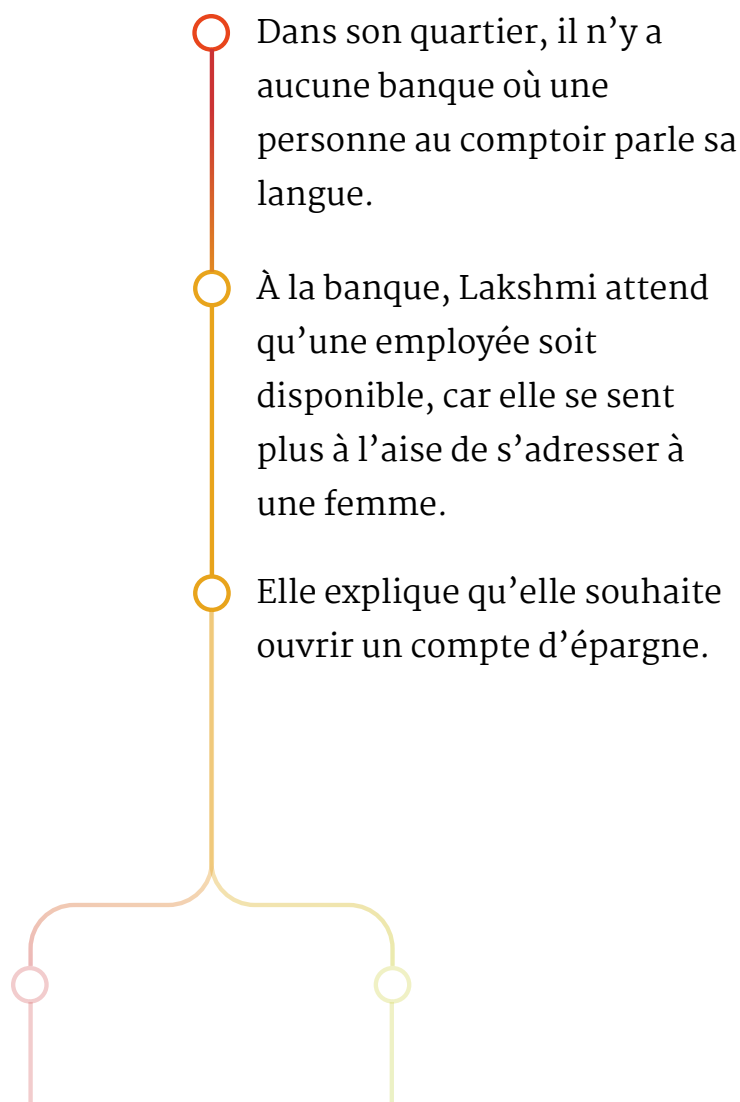 Dans son quartier, il n’y a
aucune banque où une
personne au comptoir parle sa
langue.
À la banque, Lakshmi attend
qu’une employée soit
disponible, car elle se sent
plus à l’aise de s’adresser à
une femme.
Elle explique qu’elle souhaite
ouvrir un compte d’épargne.